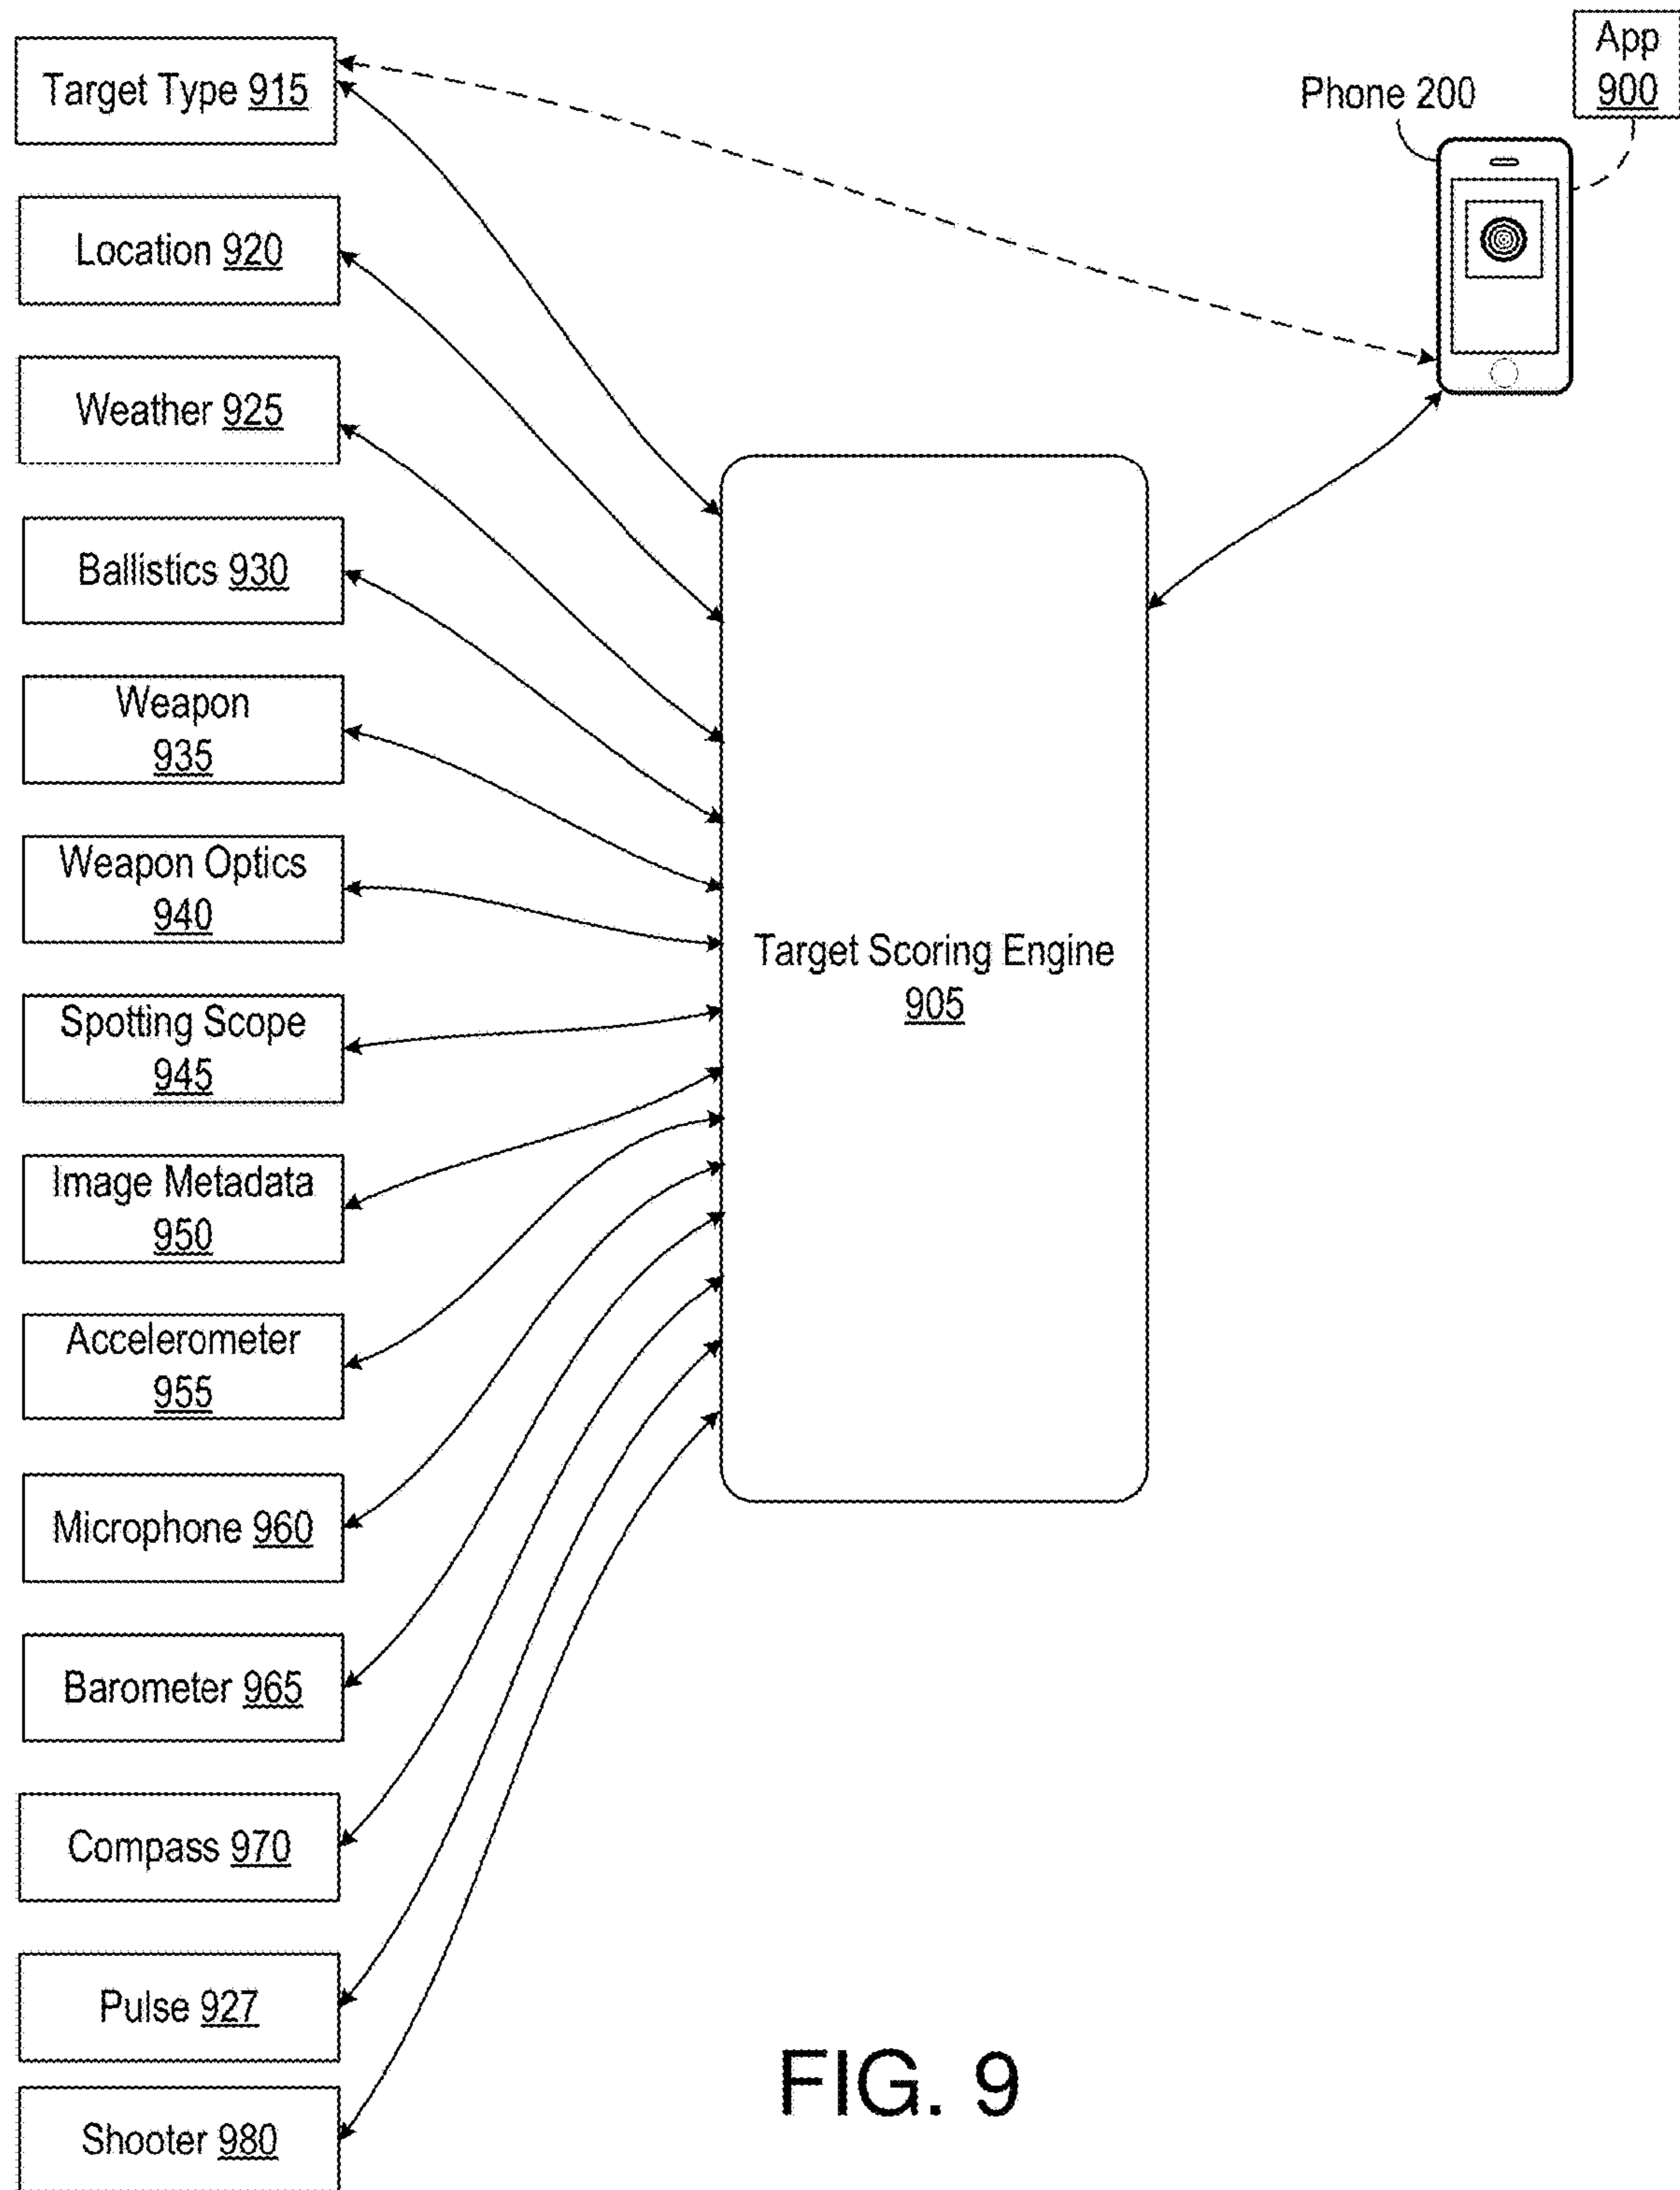 App
900
Phone 200
Target Type 915
Location 920
Weather 925
Ballistics 930
Weapon
935
Weapon Optics
940
Spotting Scope
945
Image Metadata
950
Accelerometer
955
Microphone 960
Barometer 965
Compass 970
Pulse 927
Shooter 980
Target Scoring Engine
905
FIG. 9